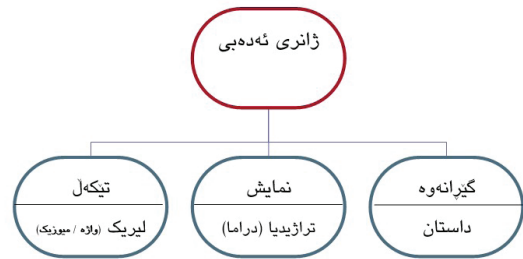 ژانری ئەدەبی
گێڕانەوە
داستان
نمایش
تراژیدیا (دراما)
تێکەڵ
لیریک (واژە / میوزیک)